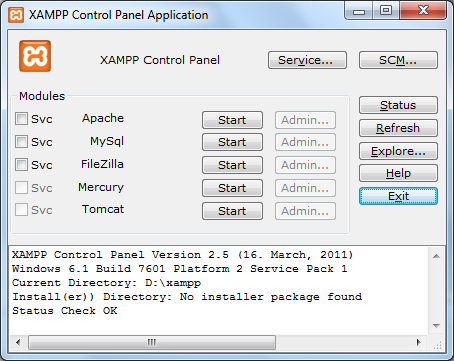 XAMPP Control Panel Application
XAMPP Control Panel
Service...
SCM...
Modules
Svc Apache Start Admin...
Svc MySql Start Admin...
Svc FileZilla Start Admin...
Svc Mercury Start Admin...
Svc Tomcat Start Admin...
Status
Refresh
Explore...
Help
Exit
XAMPP Control Panel Version 2.5 (16. March, 2011)
Windows 6.1 Build 7601 Platform 2 Service Pack 1
Current Directory: D:\xampp
Install(er)) Directory: No installer package found
Status Check OK